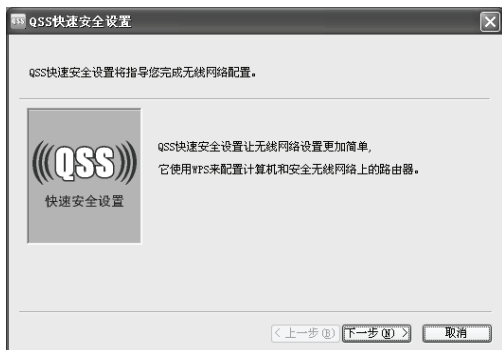 QSS快速安全设置
QSS快速安全设置将指导您完成无线网络配置。
QSS
快速安全设置
QSS快速安全设置让无线网络设置更加简单,
它使用WPS来配置计算机和安全无线网络上的路由器。
< 上一步(B) 下一步(N) > 取消